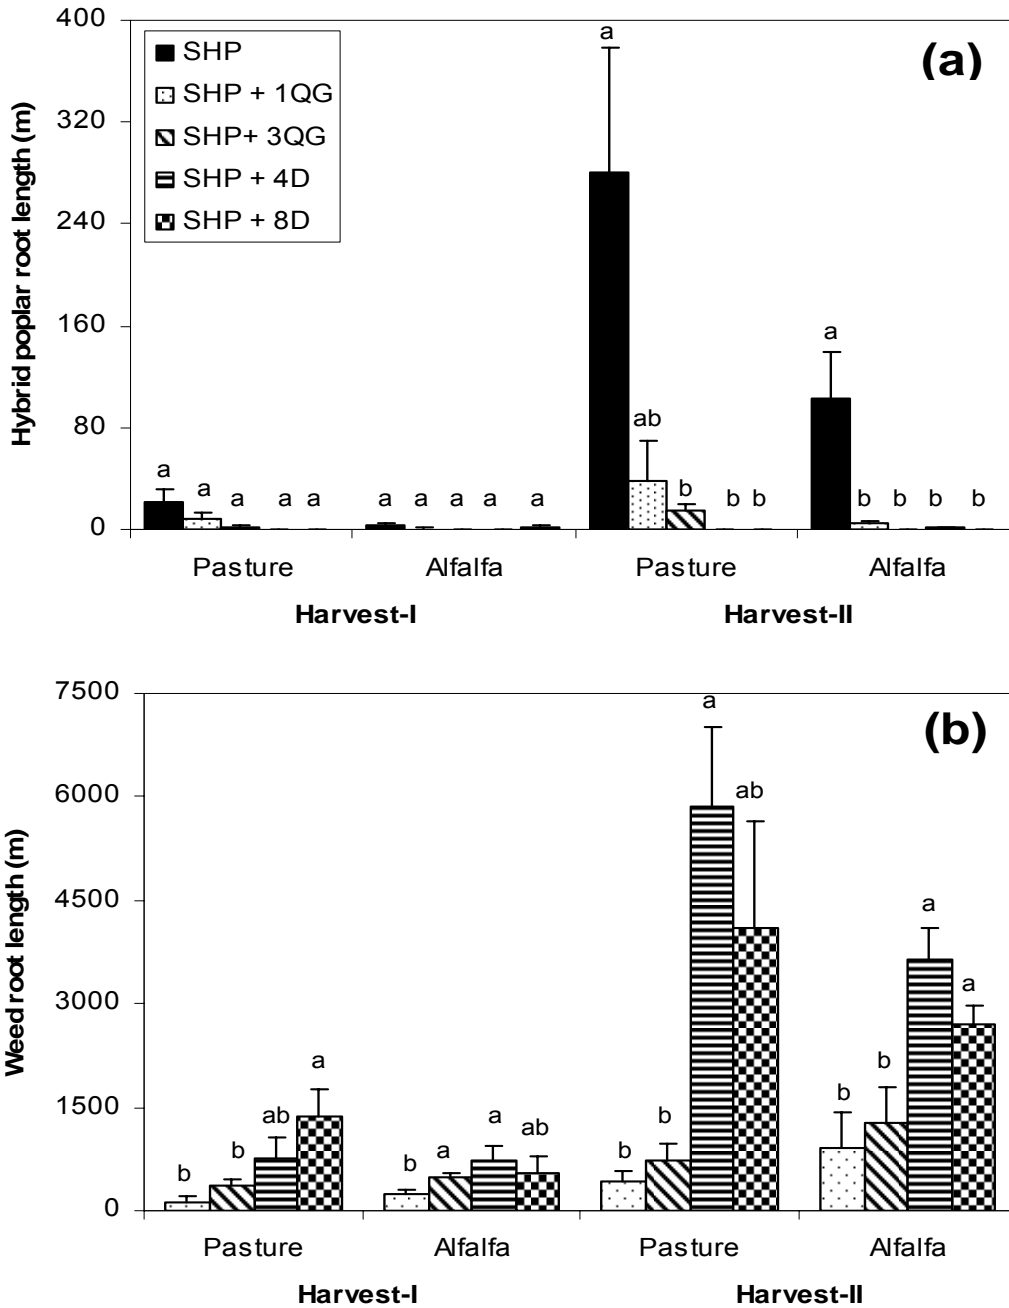 400
320
240
160
80
0
Hybrid poplar root length (m)
SHP
SHP + 1QG
SHP+ 3QG
SHP + 4D
SHP + 8D
(a)
a a a a a a a a a a a ab b b b a b b b b
Pasture Alfalfa Pasture Alfalfa
Harvest-I Harvest-II
7500
6000
4500
3000
1500
0
Weed root length (m)
(b)
b b ab a b a a ab b b a ab b b a a
Pasture Alfalfa Pasture Alfalfa
Harvest-I Harvest-II